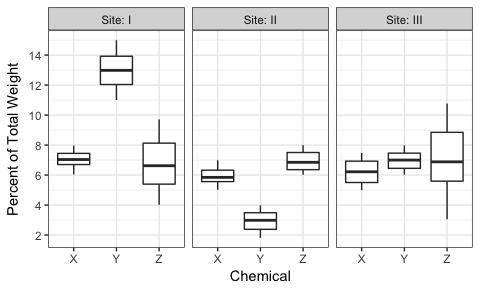 Site: I
Site: II
Site: III
Percent of Total Weight
14
12
10
8
6
4
2
X Y Z
X Y Z
X Y Z
Chemical